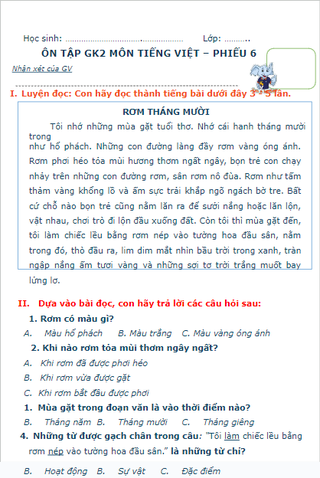 Học sinh: ……………………………….………… Lớp: ………..
ÔN TẬP GK2 MÔN TIẾNG VIỆT – PHIẾU 6
Nhận xét của GV
I. Luyện đọc: Con hãy đọc thành tiếng bài dưới đây 3 - 5 lần.
RƠM THÁNG MƯỜI
Tôi nhớ những mùa gặt tuổi thơ. Nhớ cái hanh tháng mười
trong
như hổ phách. Những con đường làng đầy rơm vàng óng ánh.
Rơm phơi héo tỏa mùi hương thơm ngất ngây, bọn trẻ con chạy
nhảy trên những con đường rơm, sân rơm nô đùa. Rơm như tấm
thảm vàng khổng lồ và ấm sực trải khắp ngõ ngách bờ tre. Bất
cứ chỗ nào bọn trẻ cũng nằm lăn ra để sưởi nắng hoặc lăn lộn,
vật nhau, chơi trò đi lộn đầu xuống đất. Còn tôi thì mùa gặt đến,
tôi làm chiếc lều bằng rơm nép vào tường hoa đầu sân, nằm
trong đó, thò đầu ra, lim dim mắt nhìn bầu trời trong xanh, tràn
ngập nắng ấm tươi vàng và những sợi tơ trời trắng muốt bay
lửng lơ.
II. Dựa vào bài đọc, con hãy trả lời các câu hỏi sau:
1. Rơm có màu gì?
A. Màu hổ phách B. Màu trắng C. Màu vàng óng ánh
2. Khi nào rơm tỏa mùi thơm ngây ngất?
A. Khi rơm đã được phơi héo
B. Khi rơm vừa được gặt
C. Khi rơm bắt đầu được phơi
1. Mùa gặt trong đoạn văn là vào thời điểm nào?
B. Tháng năm B. Tháng mười C. Tháng giêng
4. Những từ được gạch chân trong câu: "Tôi làm chiếc lều bằng
rơm nép vào tường hoa đầu sân." là những từ chỉ?
B. Hoạt động B. Sự vật C. Đặc điểm